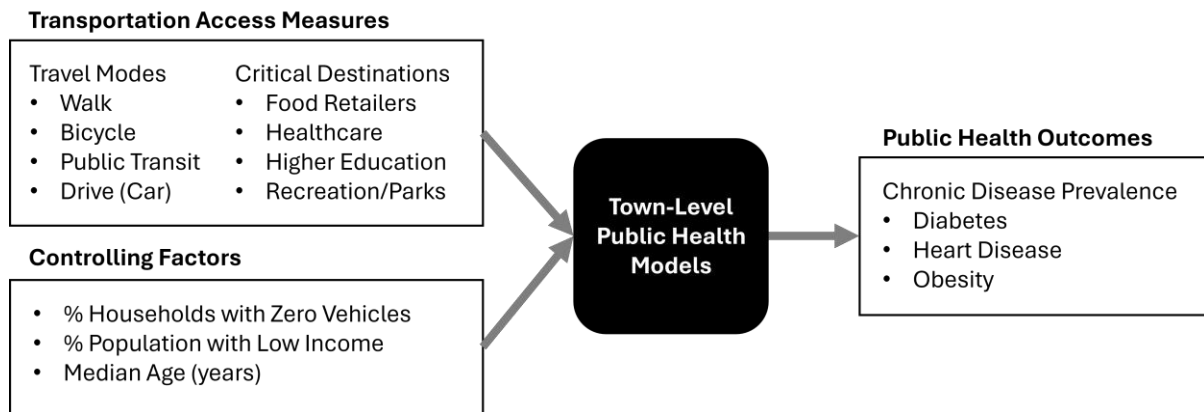 Transportation Access Measures
Travel Modes
• Walk
• Bicycle
• Public Transit
• Drive (Car)
Critical Destinations
• Food Retailers
• Healthcare
• Higher Education
• Recreation/Parks
Controlling Factors
• % Households with Zero Vehicles
• % Population with Low Income
• Median Age (years)
Town-Level
Public Health
Models
Public Health Outcomes
Chronic Disease Prevalence
• Diabetes
• Heart Disease
• Obesity